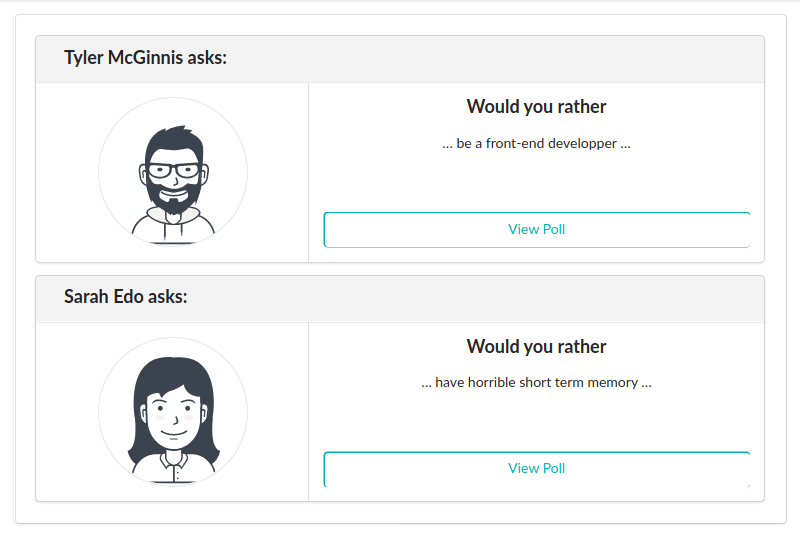 Tyler McGinnis asks:
Would you rather
... be a front-end developper ...
View Poll
Sarah Edo asks:
Would you rather
... have horrible short term memory ...
View Poll